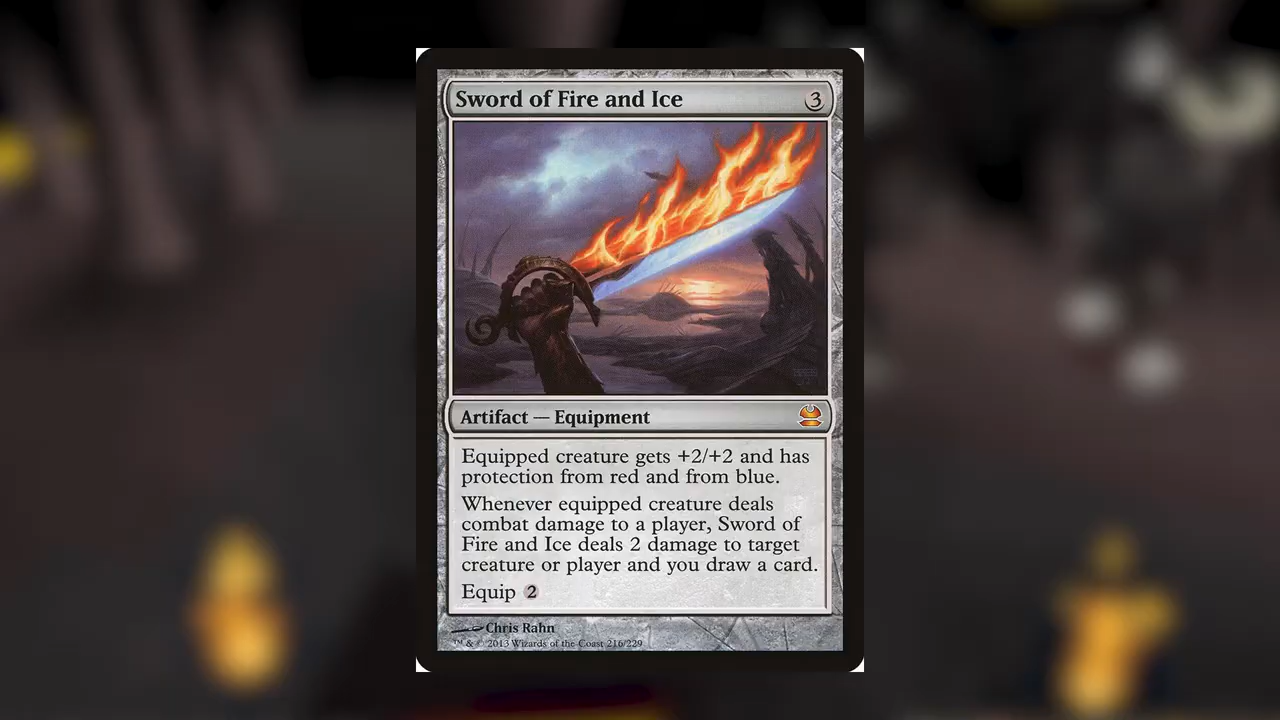 Sword of Fire and Ice 3
Artifact — Equipment
Equipped creature gets +2/+2 and has
protection from red and from blue.
Whenever equipped creature deals
combat damage to a player, Sword of
Fire and Ice deals 2 damage to target
creature or player and you draw a card.
Equip 2
Chris Rahn
™ & © 2013 Wizards of the Coast 216/229